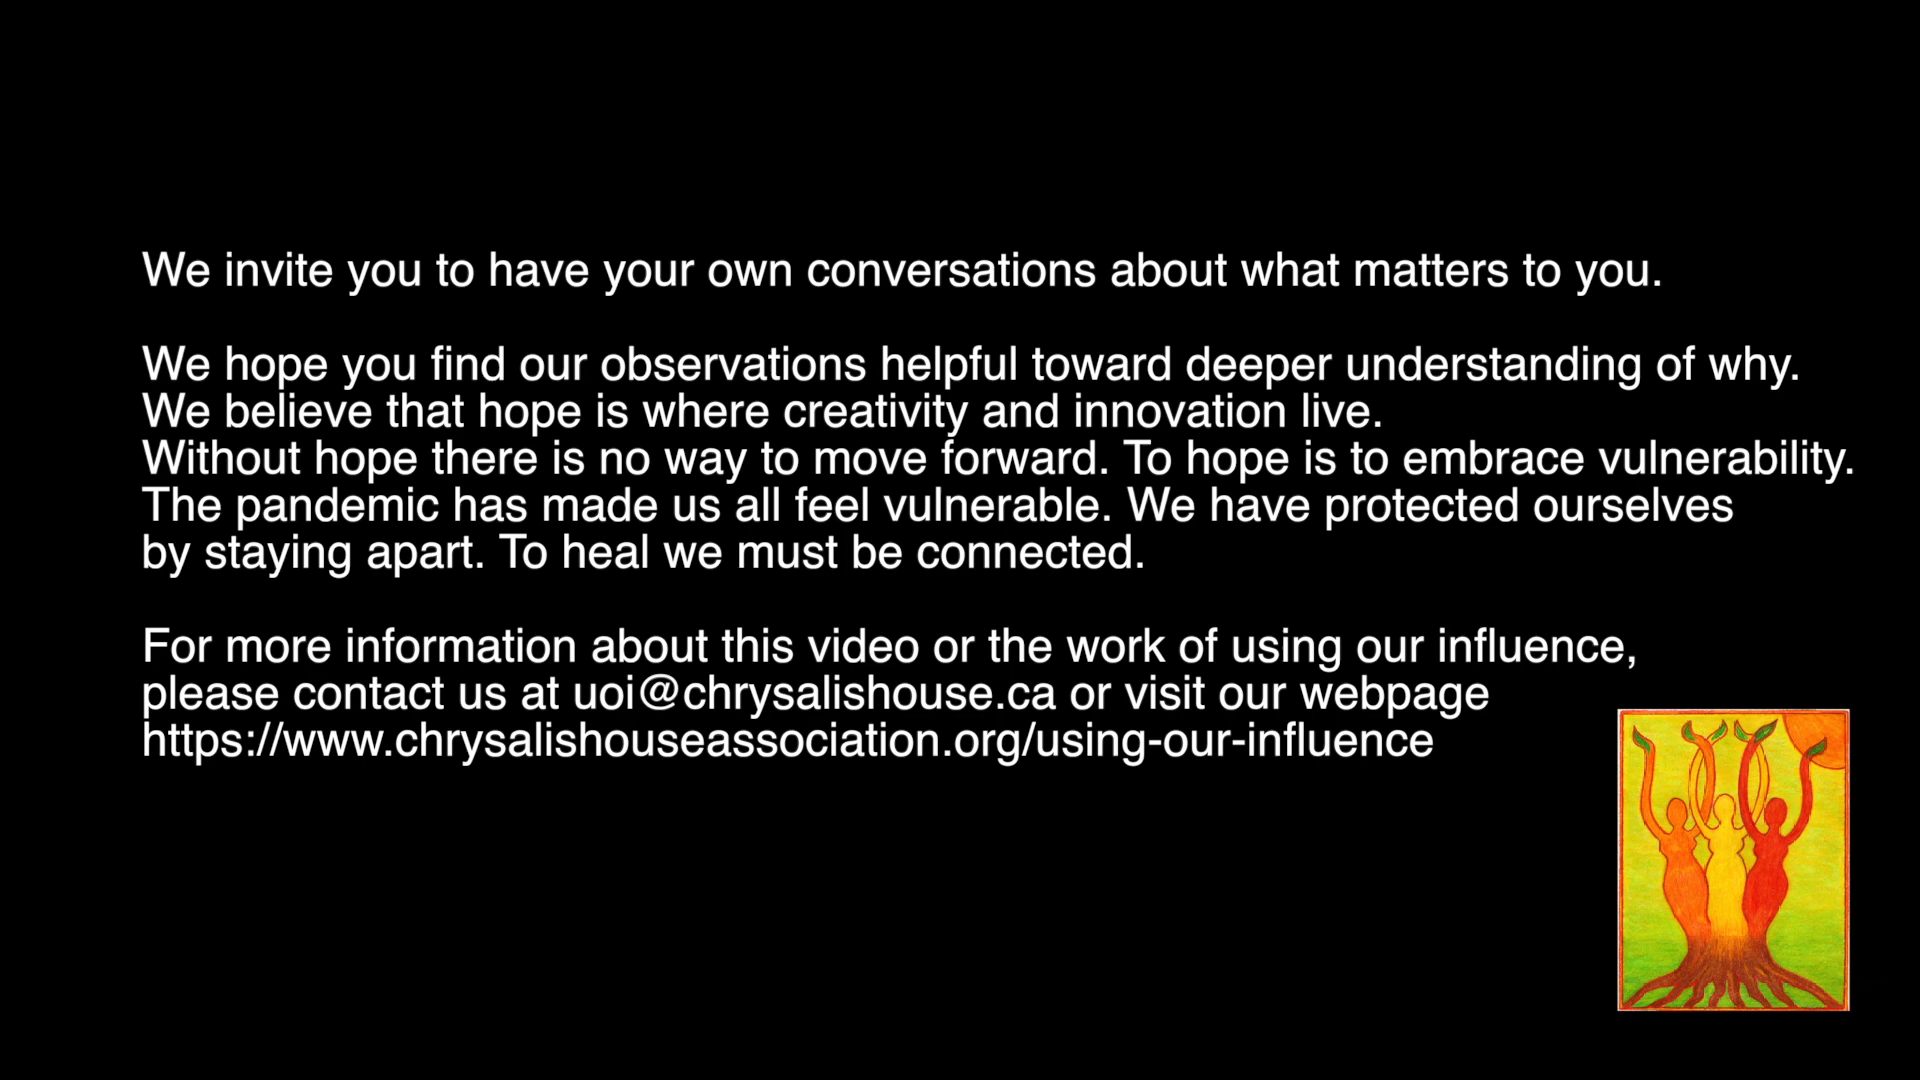 We invite you to have your own conversations about what matters to you.
We hope you find our observations helpful toward deeper understanding of why.
We believe that hope is where creativity and innovation live.
Without hope there is no way to move forward. To hope is to embrace vulnerability.
The pandemic has made us all feel vulnerable. We have protected ourselves
by staying apart. To heal we must be connected.
For more information about this video or the work of using our influence,
please contact us at uoi@chrysalishouse.ca or visit our webpage
https://www.chrysalishouseassociation.org/using-our-influence